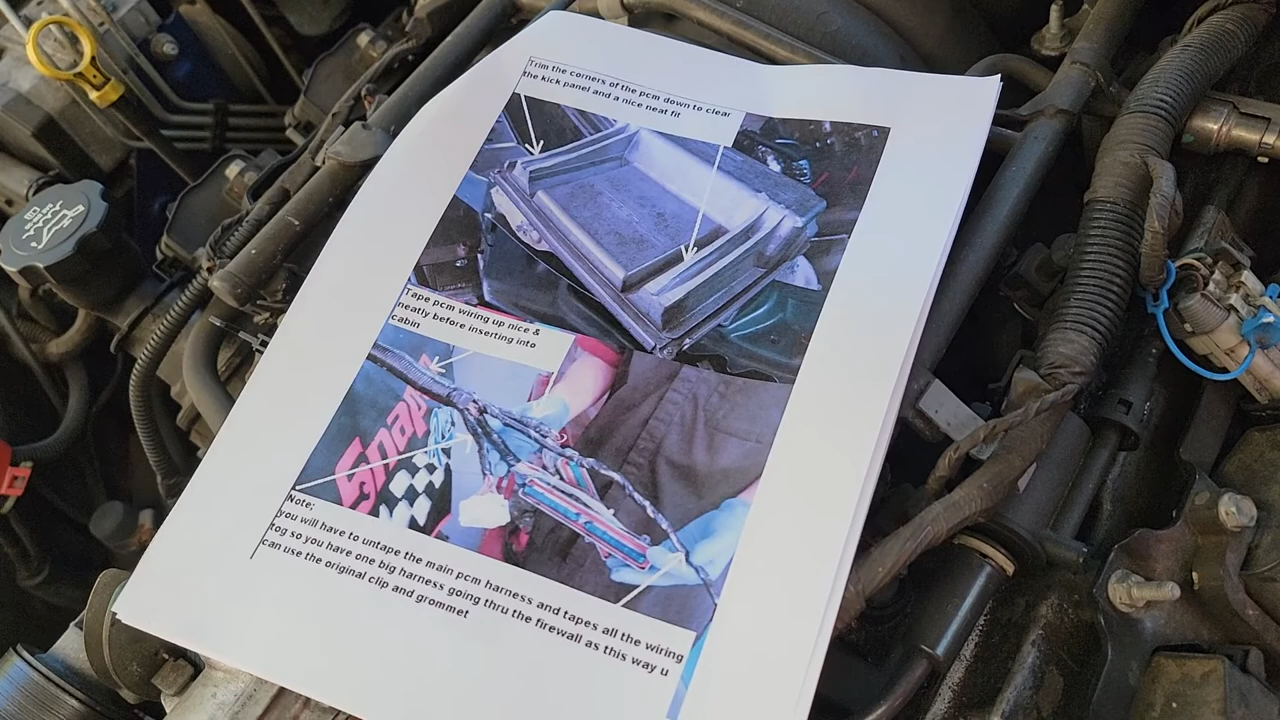 Trim the corners of the pcm down to clear
the kick panel and a nice neat fit
Tape pcm wiring up nice &
neatly before inserting into
cabin
Snap
Note;
you will have to untape the main pcm harness and tapes all the wiring
tog so you have one big harness going thru the firewall as this way u
can use the original clip and grommet